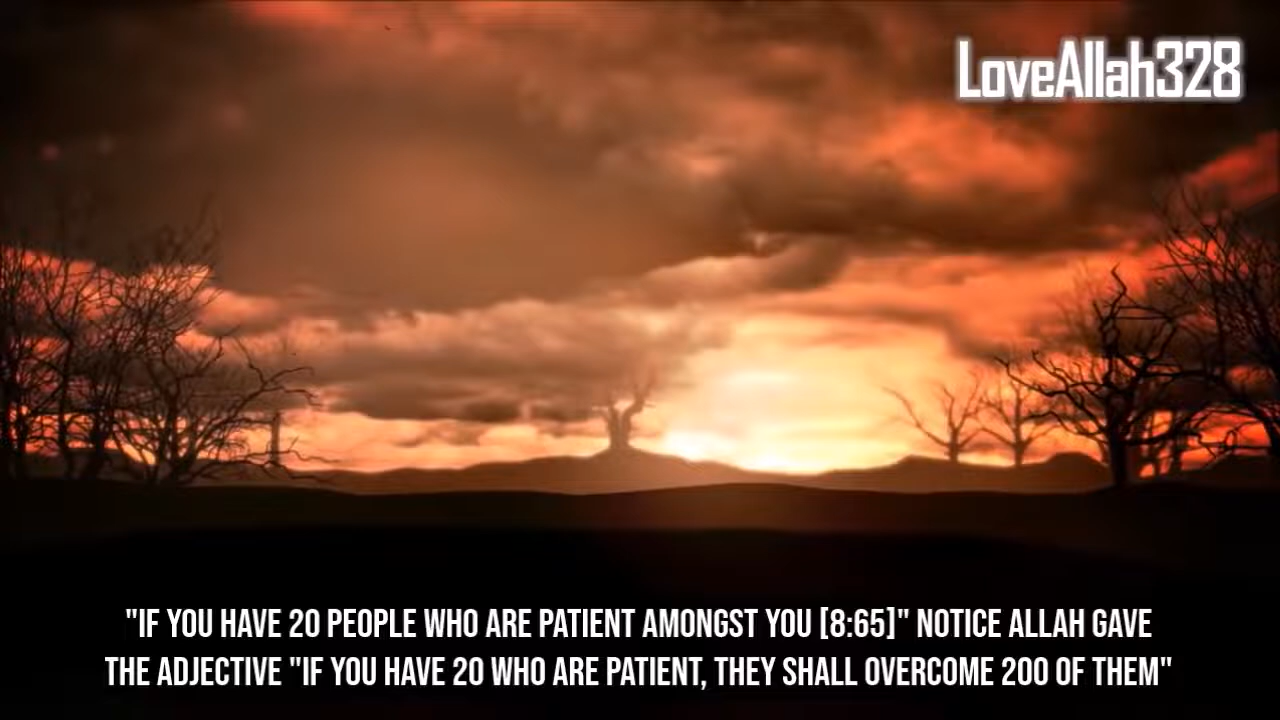 LoveAllah328
"IF YOU HAVE 20 PEOPLE WHO ARE PATIENT AMONGST YOU [8:65]" NOTICE ALLAH GAVE
THE ADJECTIVE "IF YOU HAVE 20 WHO ARE PATIENT, THEY SHALL OVERCOME 200 OF THEM"